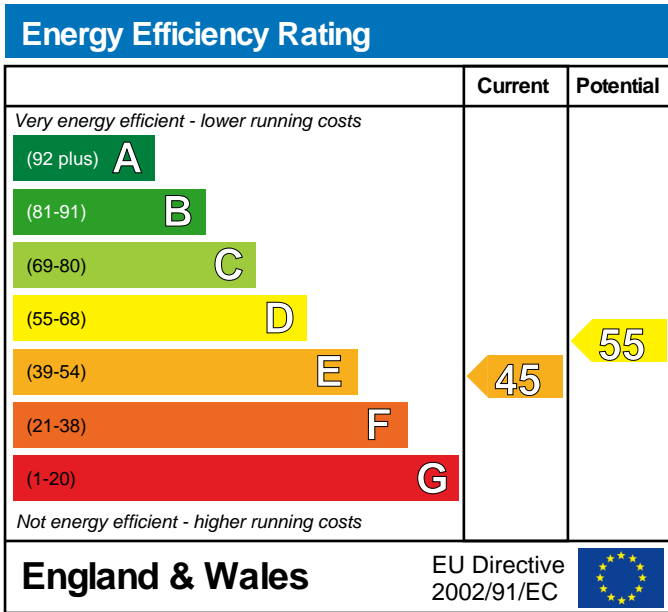 Energy Efficiency Rating
Current Potential
Very energy efficient - lower running costs
(92 plus) A
(81-91) B
(69-80) C
(55-68) D
55
(39-54) E 45
(21-38) F
(1-20) G
Not energy efficient - higher running costs
England & Wales
EU Directive
2002/91/EC